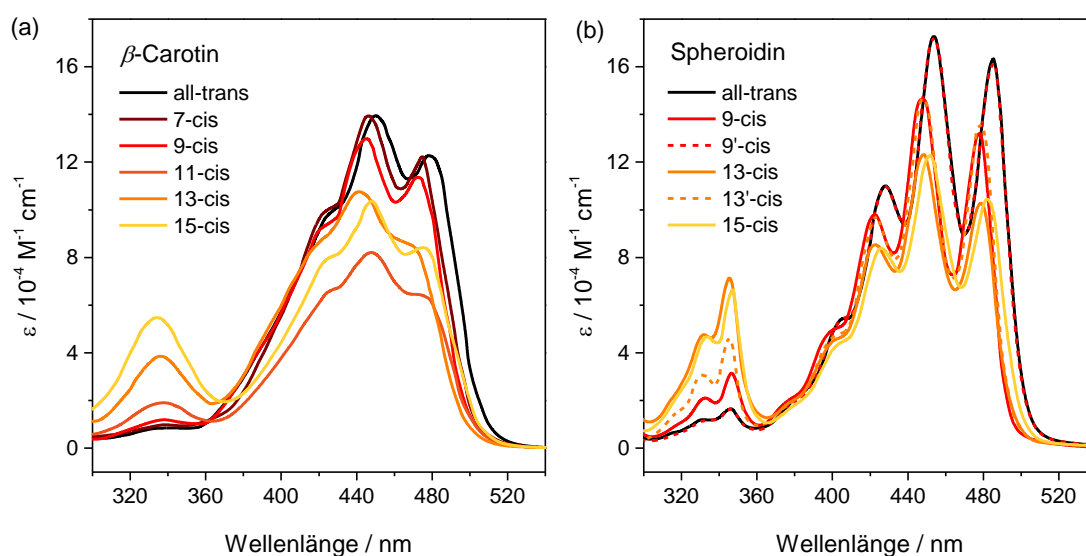 (a)
β-Carotin
all-trans
7-cis
9-cis
11-cis
13-cis
15-cis
16
12
8
4
0
ε / 10⁻⁴ M⁻¹ cm⁻¹
320 360 400 440 480 520
Wellenlänge / nm
(b)
Spheroidin
all-trans
9-cis
9'-cis
13-cis
13'-cis
15-cis
16
12
8
4
0
ε / 10⁻⁴ M⁻¹ cm⁻¹
320 360 400 440 480 520
Wellenlänge / nm